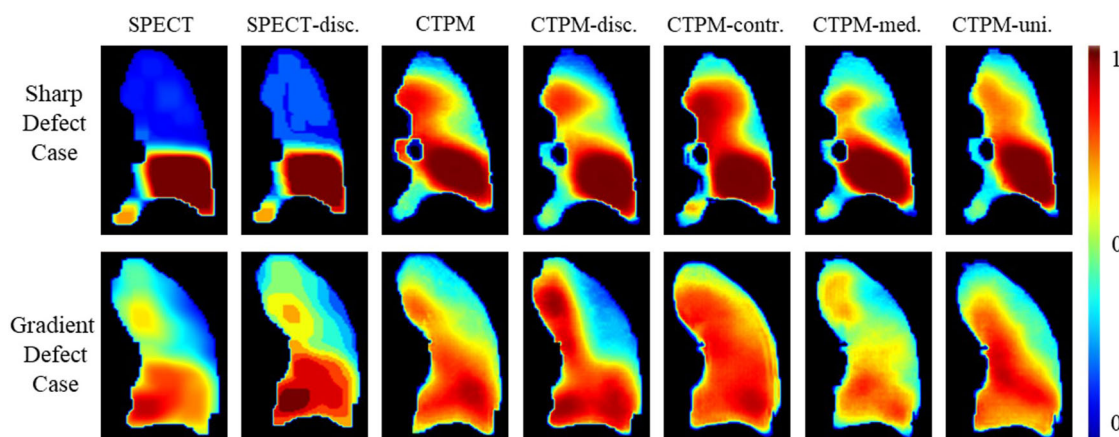 SPECT SPECT-disc. CTPM CTPM-disc. CTPM-contr. CTPM-med. CTPM-uni.
Sharp
Defect
Case
Gradient
Defect
Case
1
0
0